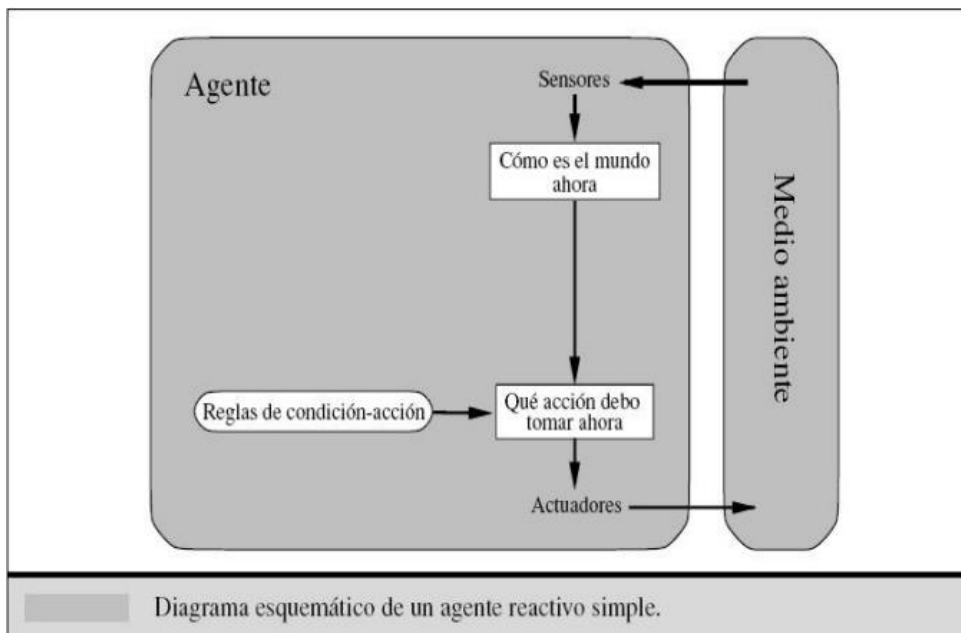 Agente
Sensores
Cómo es el mundo
ahora
Medio ambiente
Reglas de condición-acción
Qué acción debo
tomar ahora
Actuadores
Diagrama esquemático de un agente reactivo simple.